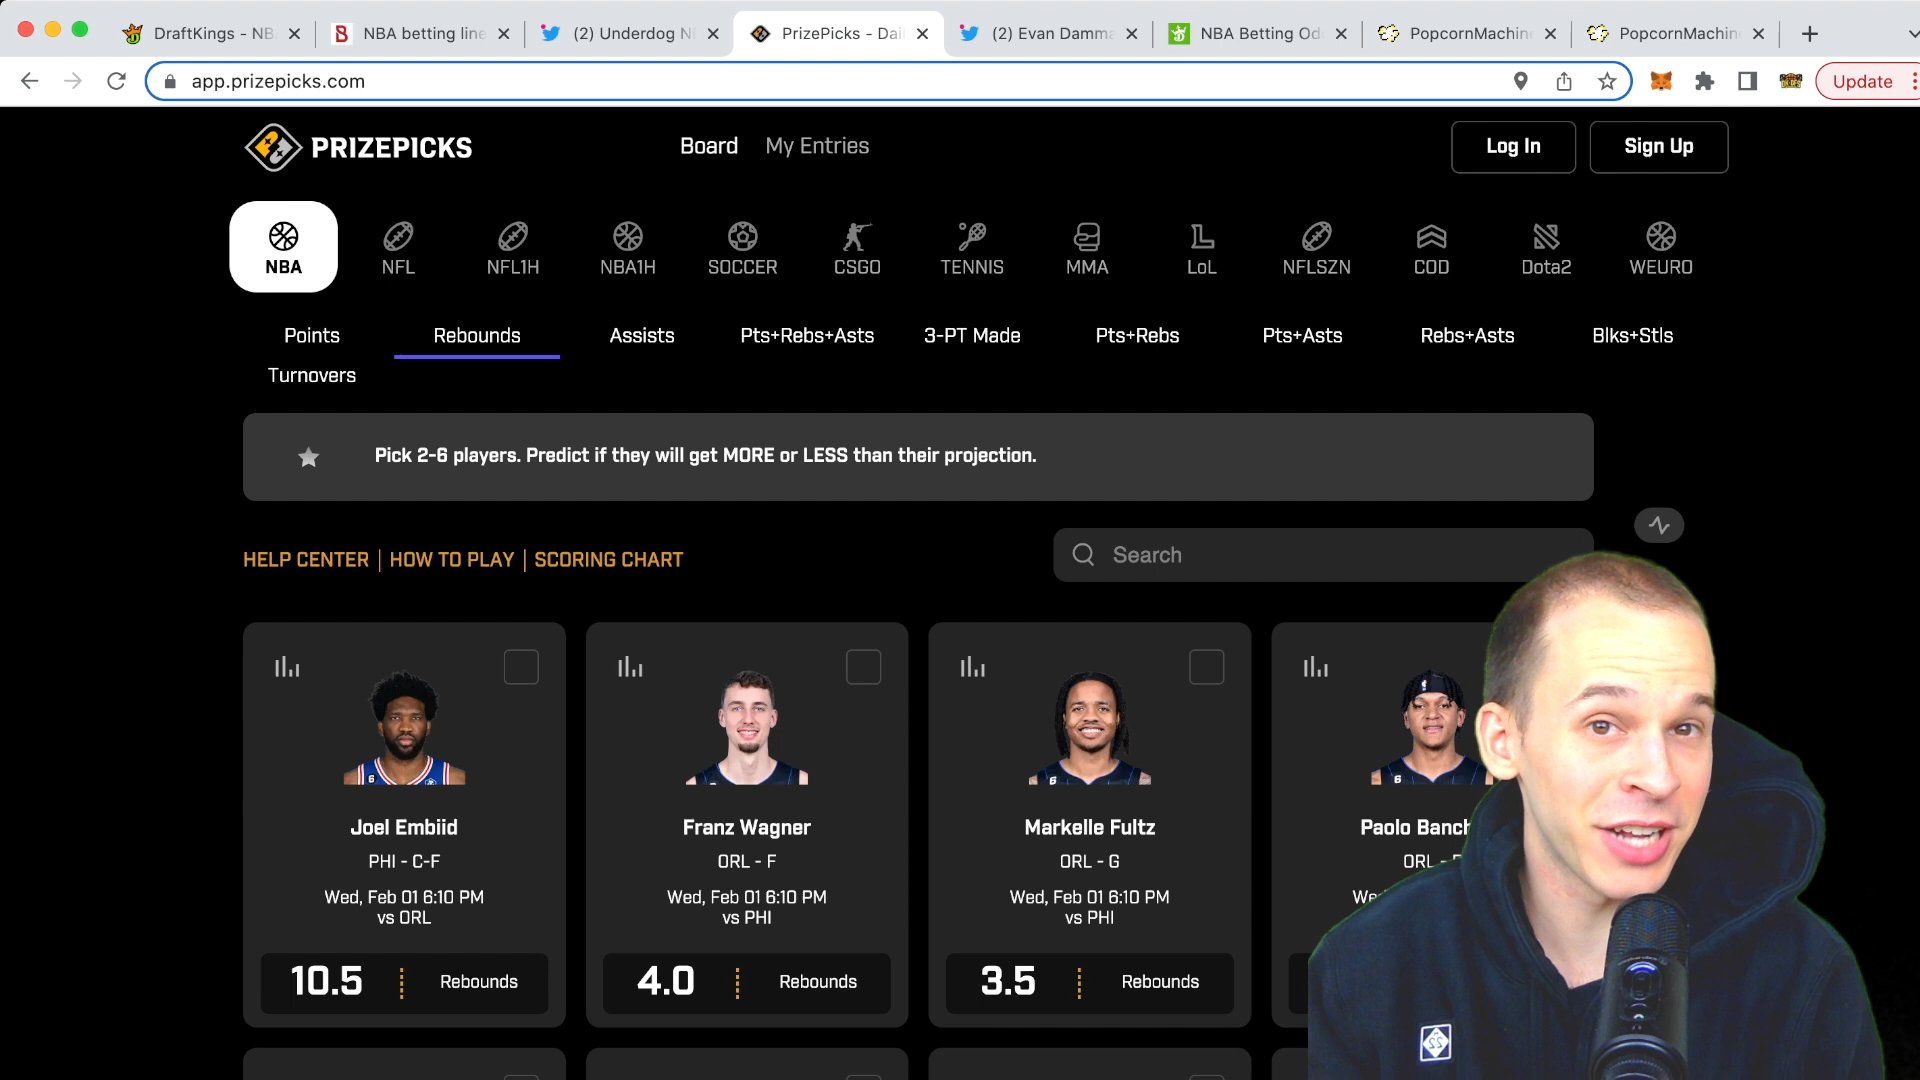 DraftKings - NB
NBA betting line
(2) Underdog N
PrizePicks - Dai
(2) Evan Damma
NBA Betting Od
PopcornMachin
PopcornMachin
app.prizepicks.com
Update
PRIZEPICKS
Board
My Entries
Log In
Sign Up
NBA
NFL
NFL1H
NBA1H
SOCCER
CSGO
TENNIS
MMA
LoL
NFLSZN
COD
Dota2
WEURO
Points
Rebounds
Assists
Pts+Rebs+Asts
3-PT Made
Pts+Rebs
Pts+Asts
Rebs+Asts
Blks+Stls
Turnovers
Pick 2-6 players. Predict if they will get MORE or LESS than their projection.
HELP CENTER | HOW TO PLAY | SCORING CHART
Search
Joel Embiid
PHI - C-F
Wed, Feb 01 6:10 PM
vs ORL
10.5
Rebounds
Franz Wagner
ORL - F
Wed, Feb 01 6:10 PM
vs PHI
4.0
Rebounds
Markelle Fultz
ORL - G
Wed, Feb 01 6:10 PM
vs PHI
3.5
Rebounds
Paolo Banch
ORL -
We